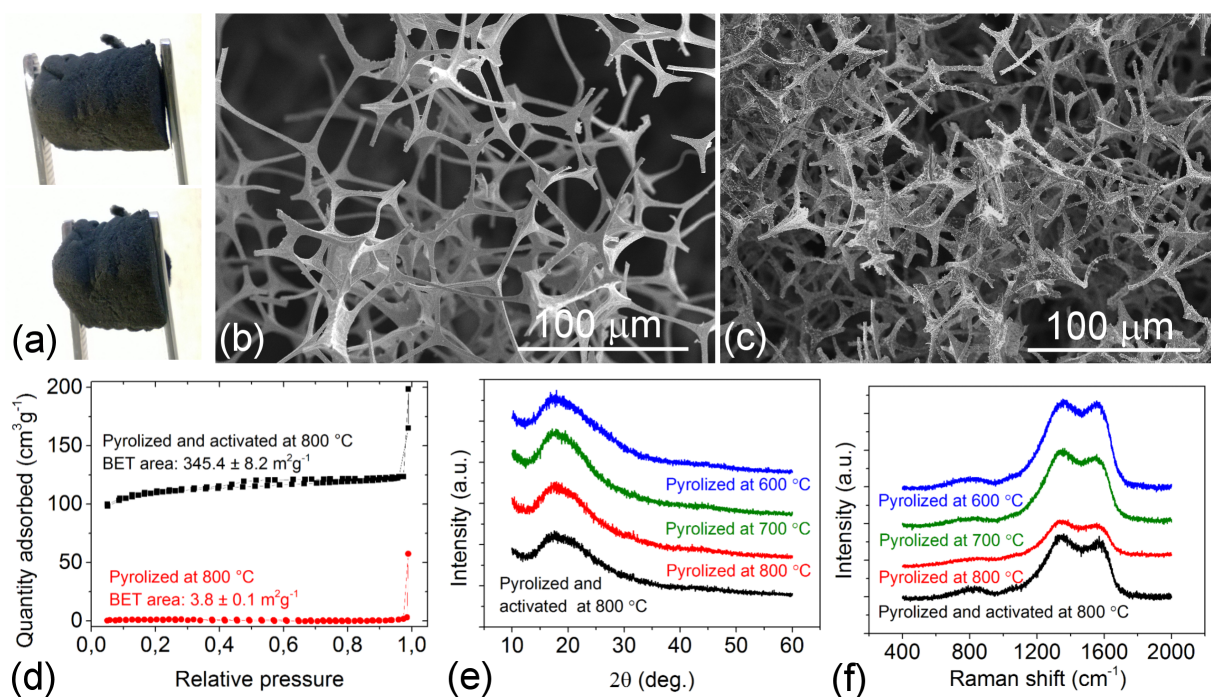 (a)
(b)
100 μm
(c)
100 μm
(d)
Quantity adsorbed (cm³g⁻¹)
200
150
100
50
0
Pyrolized and activated at 800 °C
BET area: 345.4 ± 8.2 m²g⁻¹
Pyrolized at 800 °C
BET area: 3.8 ± 0.1 m²g⁻¹
0,0
0,2
0,4
0,6
0,8
1,0
Relative pressure
(e)
Intensity (a.u.)
Pyrolized at 600 °C
Pyrolized at 700 °C
Pyrolized at 800 °C
Pyrolized and
activated at 800 °C
10
20
30
40
50
60
2θ (deg.)
(f)
Intensity (a.u.)
Pyrolized at 600 °C
Pyrolized at 700 °C
Pyrolized at 800 °C
Pyrolized and activated at 800 °C
400
800
1200
1600
2000
Raman shift (cm⁻¹)